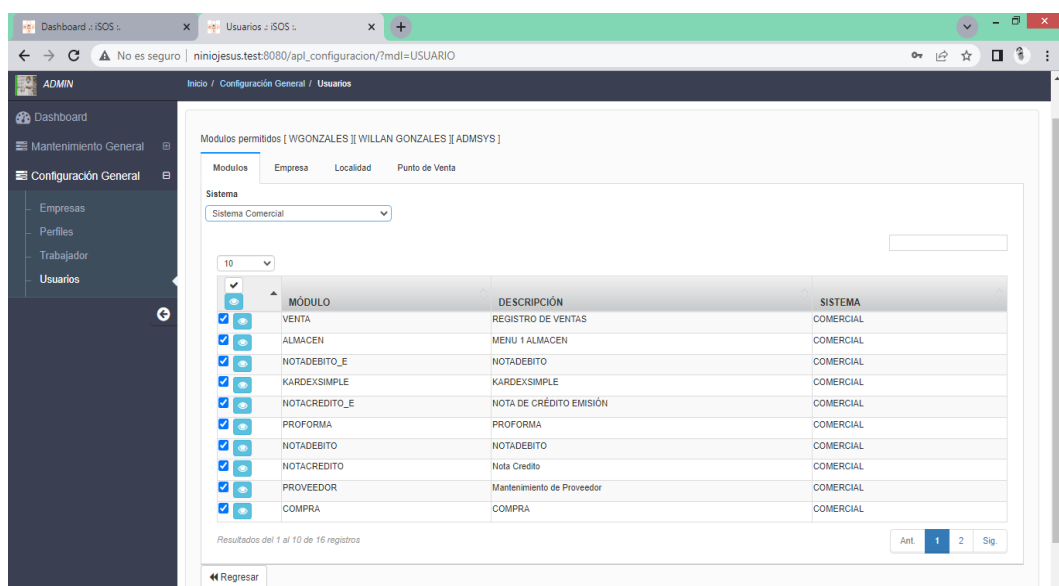 Dashboard .: iSOS :.
Usuarios .: iSOS :.
No es seguro | niniojesus.test:8080/apl_configuracion/?mdl=USUARIO
ADMIN
Inicio / Configuración General / Usuarios
Dashboard
Mantenimiento General
Configuración General
Empresas
Perfiles
Trabajador
Usuarios
Modulos permitidos [ WGONZALES ][ WILLAN GONZALES ][ ADMSYS ]
Modulos Empresa Localidad Punto de Venta
Sistema
Sistema Comercial
10
MÓDULO DESCRIPCIÓN SISTEMA
VENTA REGISTRO DE VENTAS COMERCIAL
ALMACEN MENU 1 ALMACEN COMERCIAL
NOTADEBITO_E NOTADEBITO COMERCIAL
KARDEXSIMPLE KARDEXSIMPLE COMERCIAL
NOTACREDITO_E NOTA DE CRÉDITO EMISIÓN COMERCIAL
PROFORMA PROFORMA COMERCIAL
NOTADEBITO NOTADEBITO COMERCIAL
NOTACREDITO Nota Credito COMERCIAL
PROVEEDOR Mantenimiento de Proveedor COMERCIAL
COMPRA COMPRA COMERCIAL
Resultados del 1 al 10 de 16 registros
Ant. 1 2 Sig.
Regresar